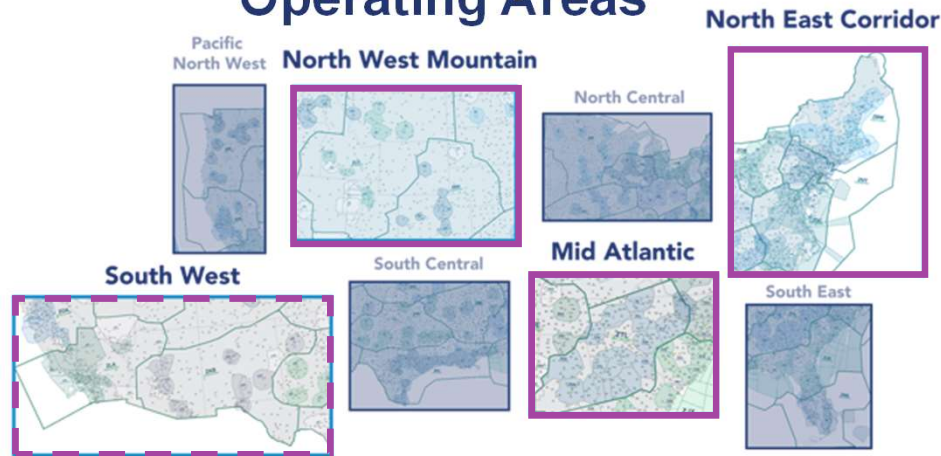 Operating Areas
North East Corridor
Pacific
North West
North West Mountain
North Central
South West
South Central
Mid Atlantic
South East